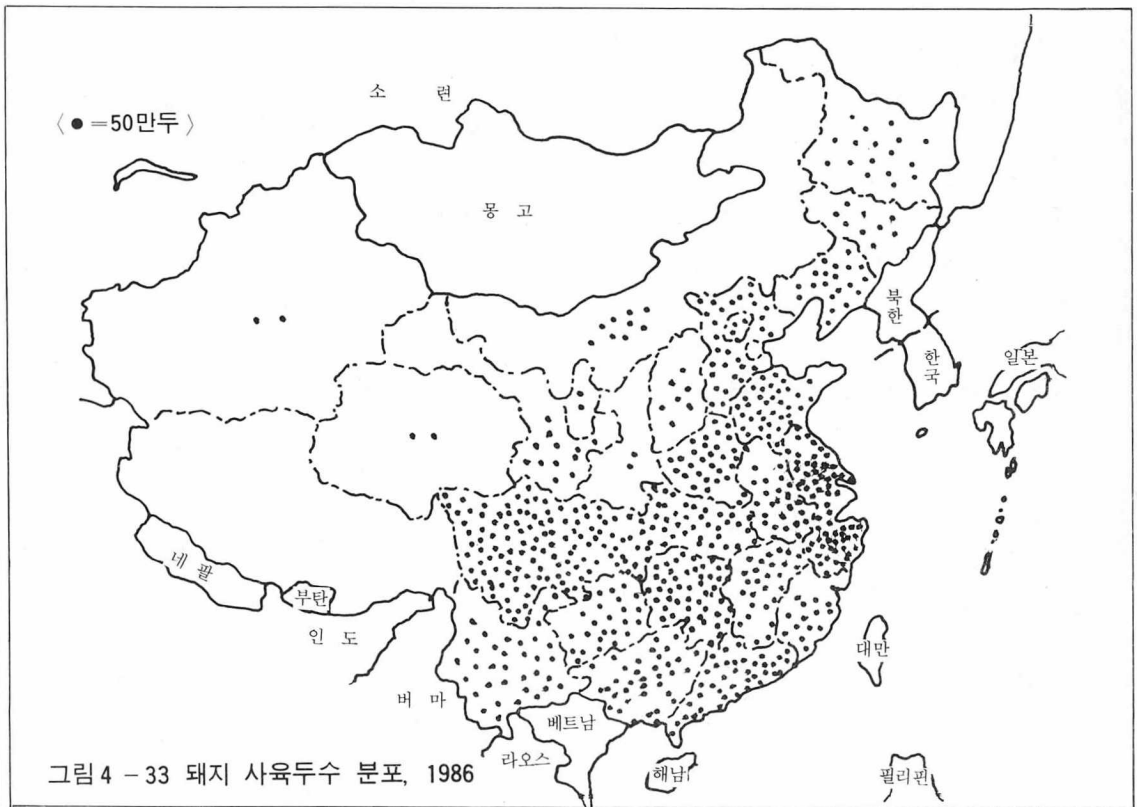 소 련
〈 ● =50만두 〉
몽 고
북한
한국
일본
네 팔
부탄
인 도
대만
버 마
베트남
라오스
해남
필리핀
그림 4 - 33 돼지 사육두수 분포, 1986